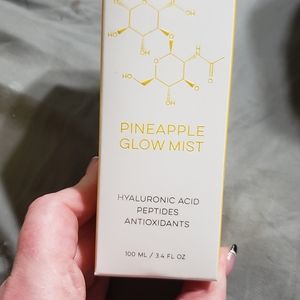 PINEAPPLE
GLOW MIST
HYALURONIC ACID
PEPTIDES
ANTIOXIDANTS
100 ML / 3.4 FL OZ